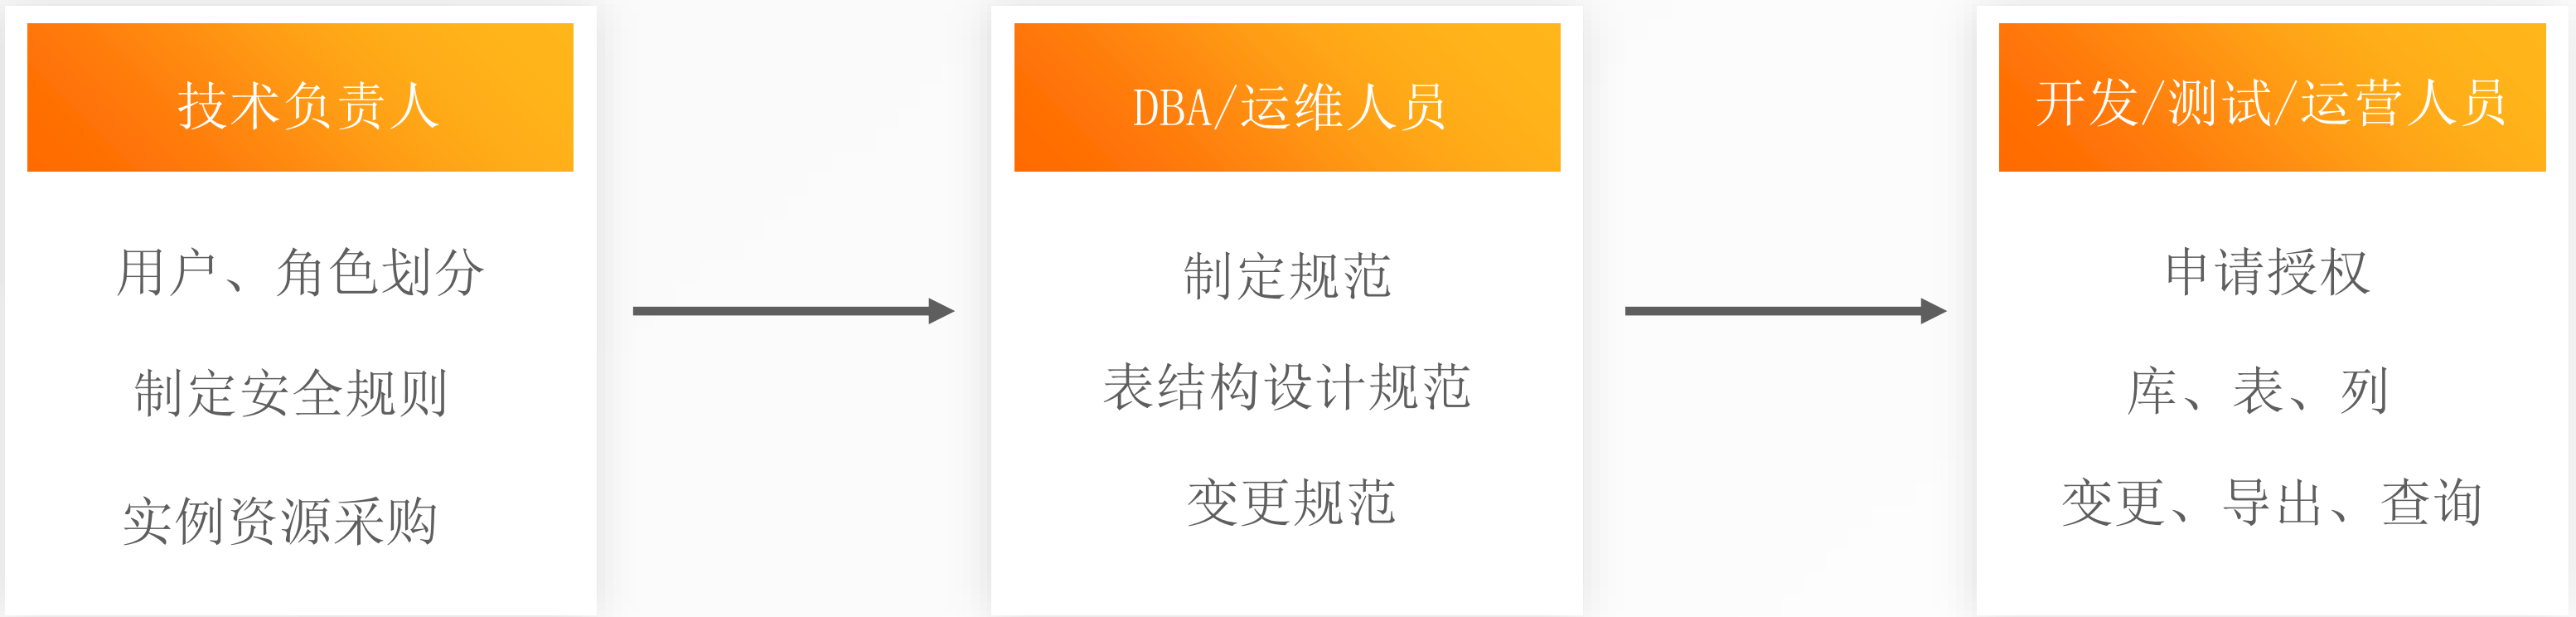 技术负责人
用户、角色划分
制定安全规则
实例资源采购
DBA/运维人员
制定规范
表结构设计规范
变更规范
开发/测试/运营人员
申请授权
库、表、列
变更、导出、查询